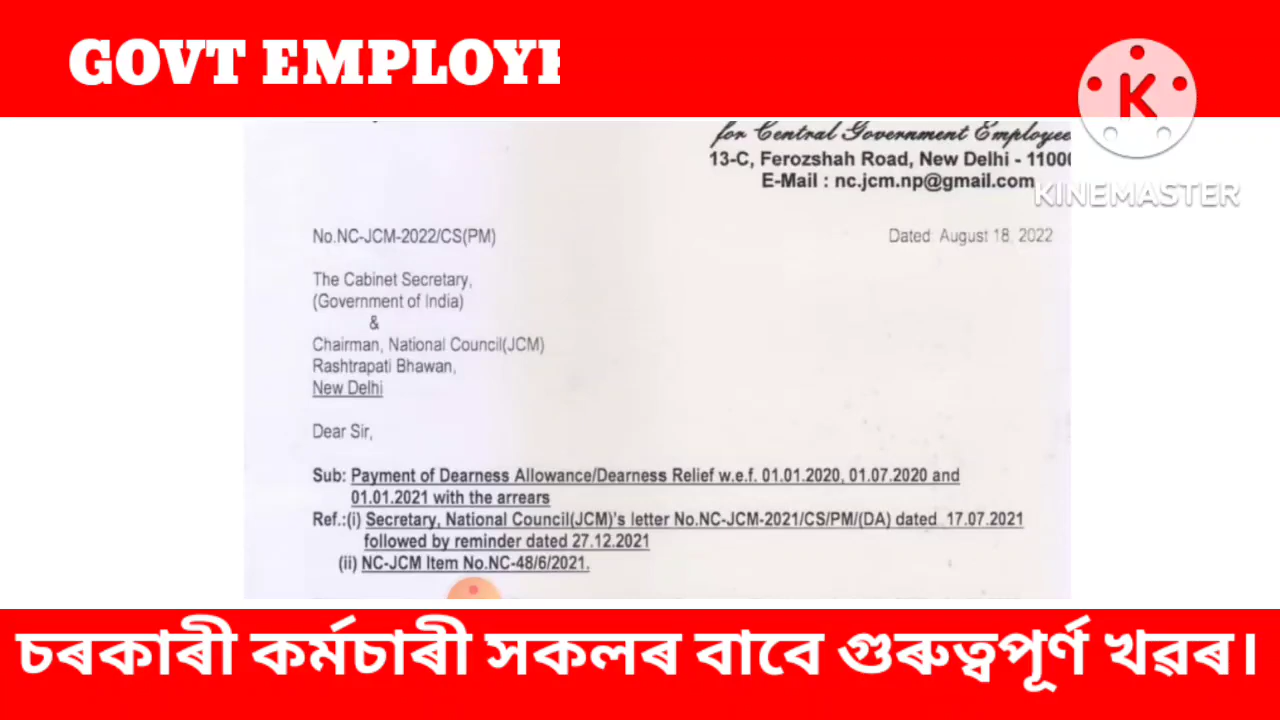 GOVT EMPLOYE
K
KINEMASTER
for Central Government Employee
13-C, Ferozshah Road, New Delhi - 1100
E-Mail : nc.jcm.np@gmail.com
No.NC-JCM-2022/CS(PM)
Dated: August 18, 2022
The Cabinet Secretary,
(Government of India)
&
Chairman, National Council(JCM)
Rashtrapati Bhawan,
New Delhi
Dear Sir,
Sub: Payment of Dearness Allowance/Dearness Relief w.e.f. 01.01.2020, 01.07.2020 and
01.01.2021 with the arrears
Ref.:(i) Secretary, National Council(JCM)'s letter No.NC-JCM-2021/CS/PM/(DA) dated 17.07.2021
followed by reminder dated 27.12.2021
(ii) NC-JCM Item No.NC-48/6/2021.
চৰকাৰী কৰ্মচাৰী সকলৰ বাবে গুৰুত্বপূৰ্ণ খৱৰ।